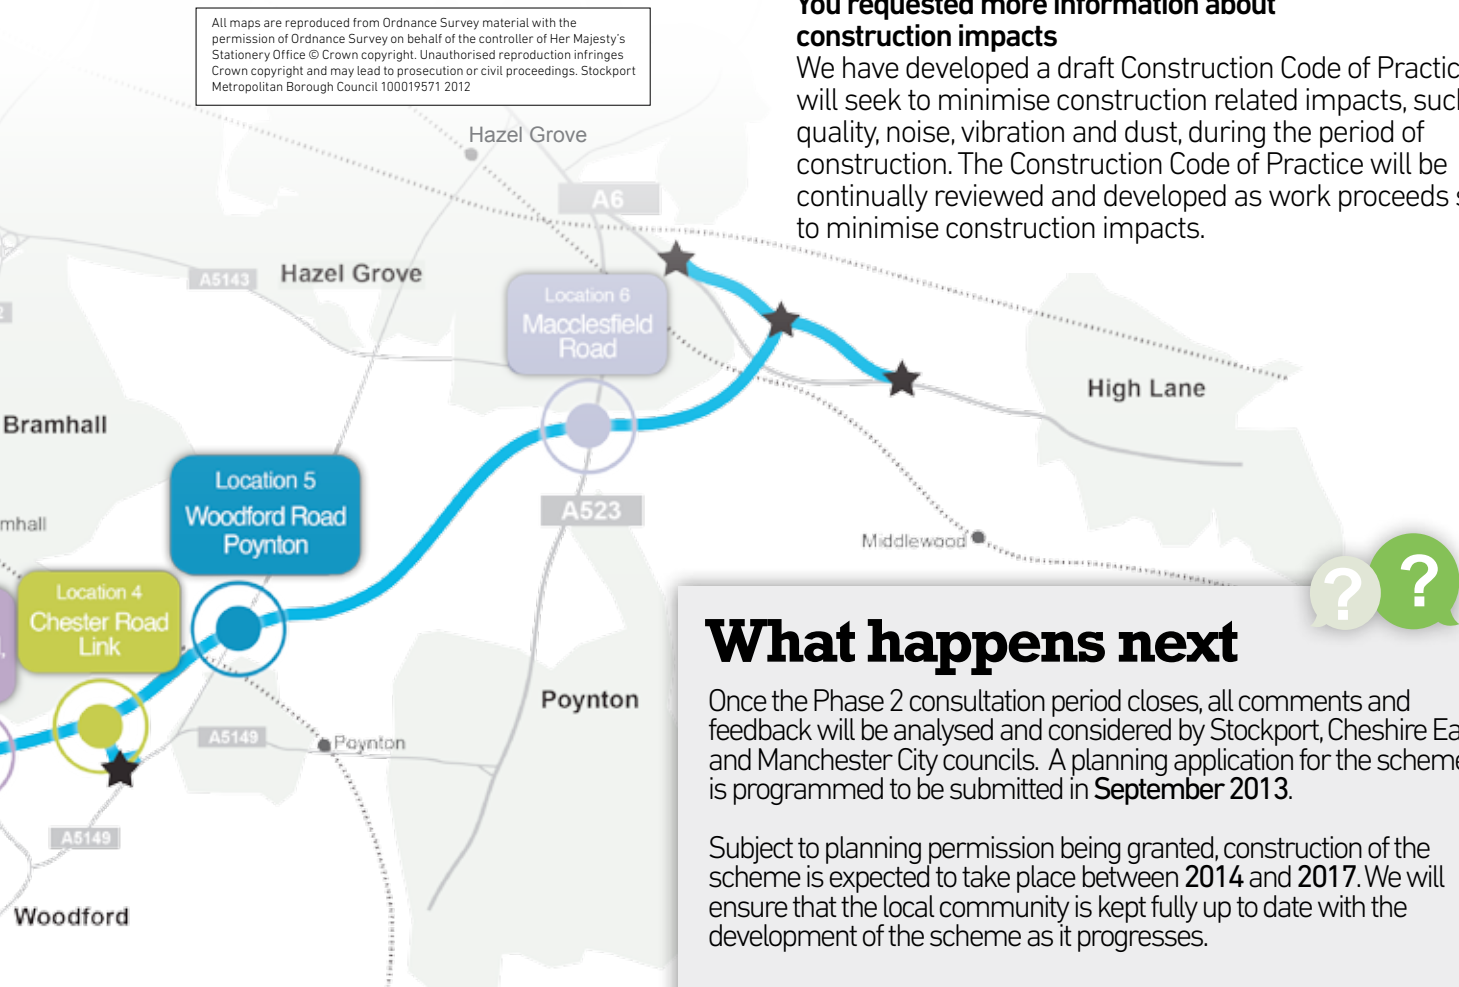 All maps are reproduced from Ordnance Survey material with the
permission of Ordnance Survey on behalf of the controller of Her Majesty's
Stationery Office © Crown copyright. Unauthorised reproduction infringes
Crown copyright and may lead to prosecution or civil proceedings. Stockport
Metropolitan Borough Council 100019571 2012
You requested more information about
construction impacts
We have developed a draft Construction Code of Practic
will seek to minimise construction related impacts, such
quality, noise, vibration and dust, during the period of
construction. The Construction Code of Practice will be
continually reviewed and developed as work proceeds s
to minimise construction impacts.
Hazel Grove
A6
A5143
Hazel Grove
Location 6
Macclesfield
Road
High Lane
Bramhall
Location 5
Woodford Road
Poynton
A523
mhall
Middlewood
Location 4
Chester Road
Link
Poynton
A5149
Poynton
A5149
Woodford
? ?
What happens next
Once the Phase 2 consultation period closes, all comments and
feedback will be analysed and considered by Stockport, Cheshire Ea
and Manchester City councils. A planning application for the scheme
is programmed to be submitted in September 2013.
Subject to planning permission being granted, construction of the
scheme is expected to take place between 2014 and 2017. We will
ensure that the local community is kept fully up to date with the
development of the scheme as it progresses.